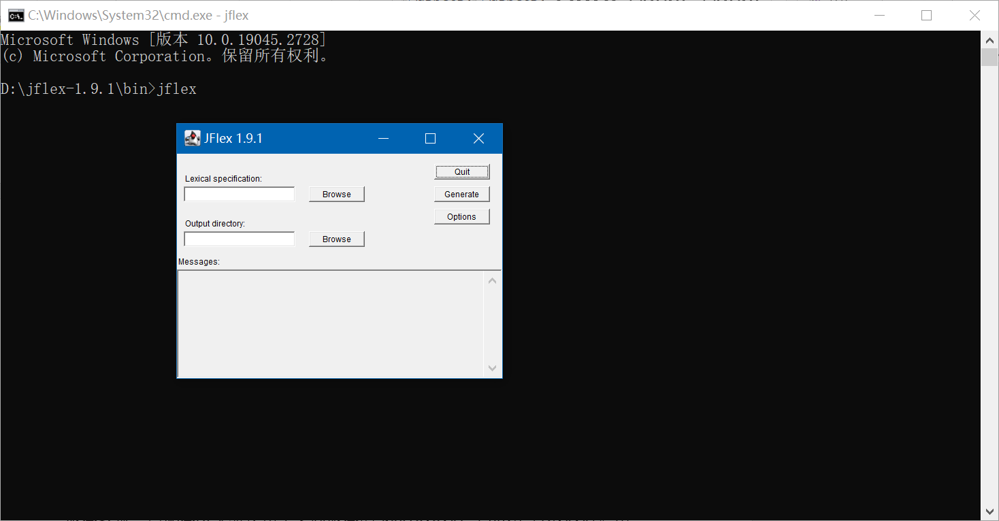 C:\Windows\System32\cmd.exe - jflex
Microsoft Windows [版本 10.0.19045.2728]
(c) Microsoft Corporation。保留所有权利。
D:\jflex-1.9.1\bin>jflex
JFlex 1.9.1
Quit
Lexical specification:
Browse
Generate
Options
Output directory:
Browse
Messages: